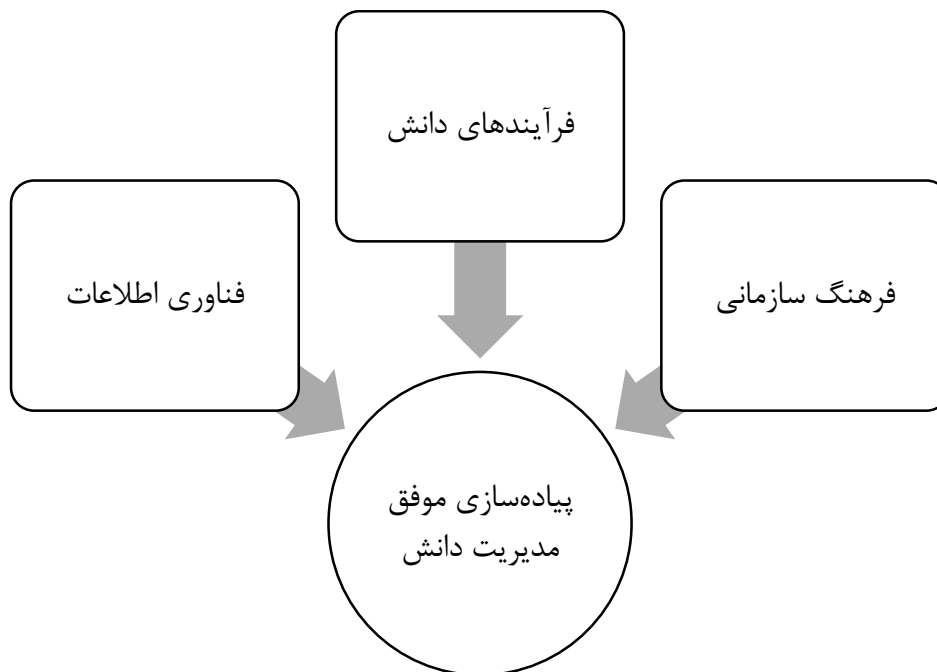 فرآیندهای دانش
فرهنگ سازمانی
فناوری اطلاعات
پیاده‌سازی موفق
مدیریت دانش